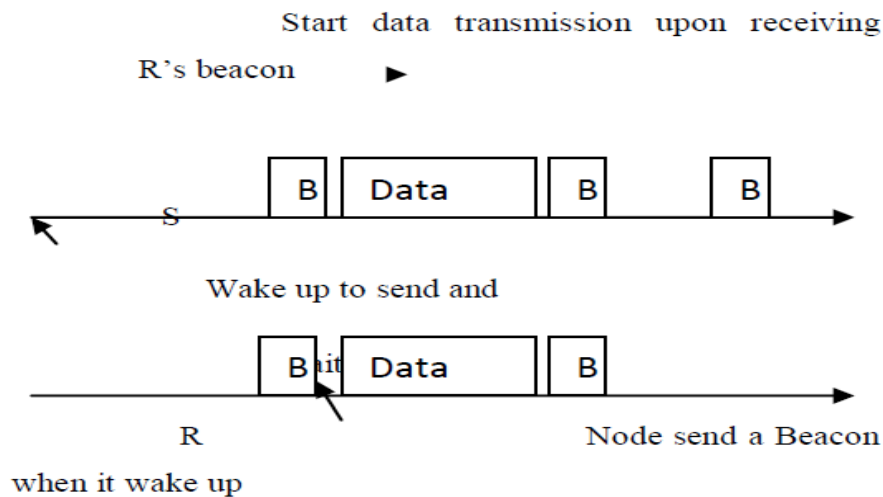 Start data transmission upon receiving
R's beacon
B Data B B
S
Wake up to send and
B ait Data B
R Node send a Beacon
when it wake up